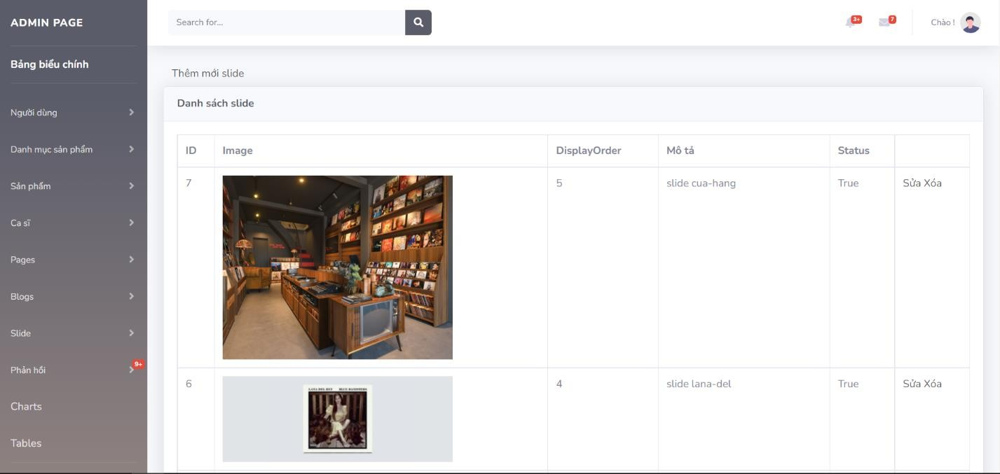 ADMIN PAGE
Search for...
3+
7
Chào !
Bảng biểu chính
Người dùng
Danh mục sản phẩm
Sản phẩm
Ca sĩ
Pages
Blogs
Slide
Phản hồi
9+
Charts
Tables
Thêm mới slide
Danh sách slide
ID Image DisplayOrder Mô tả Status
7 5 slide cua-hang True Sửa Xóa
6 4 slide lana-del True Sửa Xóa
LANA DEL REY BLUE BANISTERS